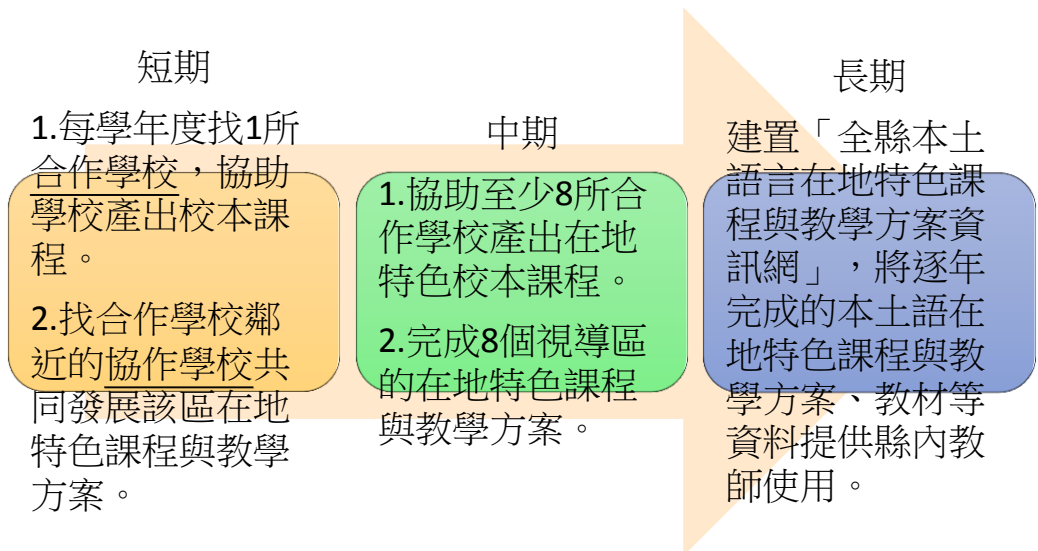 短期
1.每學年度找1所
合作學校，協助
學校產出校本課
程。
2.找合作學校鄰
近的協作學校共
同發展該區在地
特色課程與教學
方案。
中期
1.協助至少8所合
作學校產出在地
特色校本課程。
2.完成8個視導區
的在地特色課程
與教學方案。
長期
建置「全縣本土
語言在地特色課
程與教學方案資
訊網」，將逐年
完成的本土語在
地特色課程與教
學方案、教材等
資料提供縣內教
師使用。